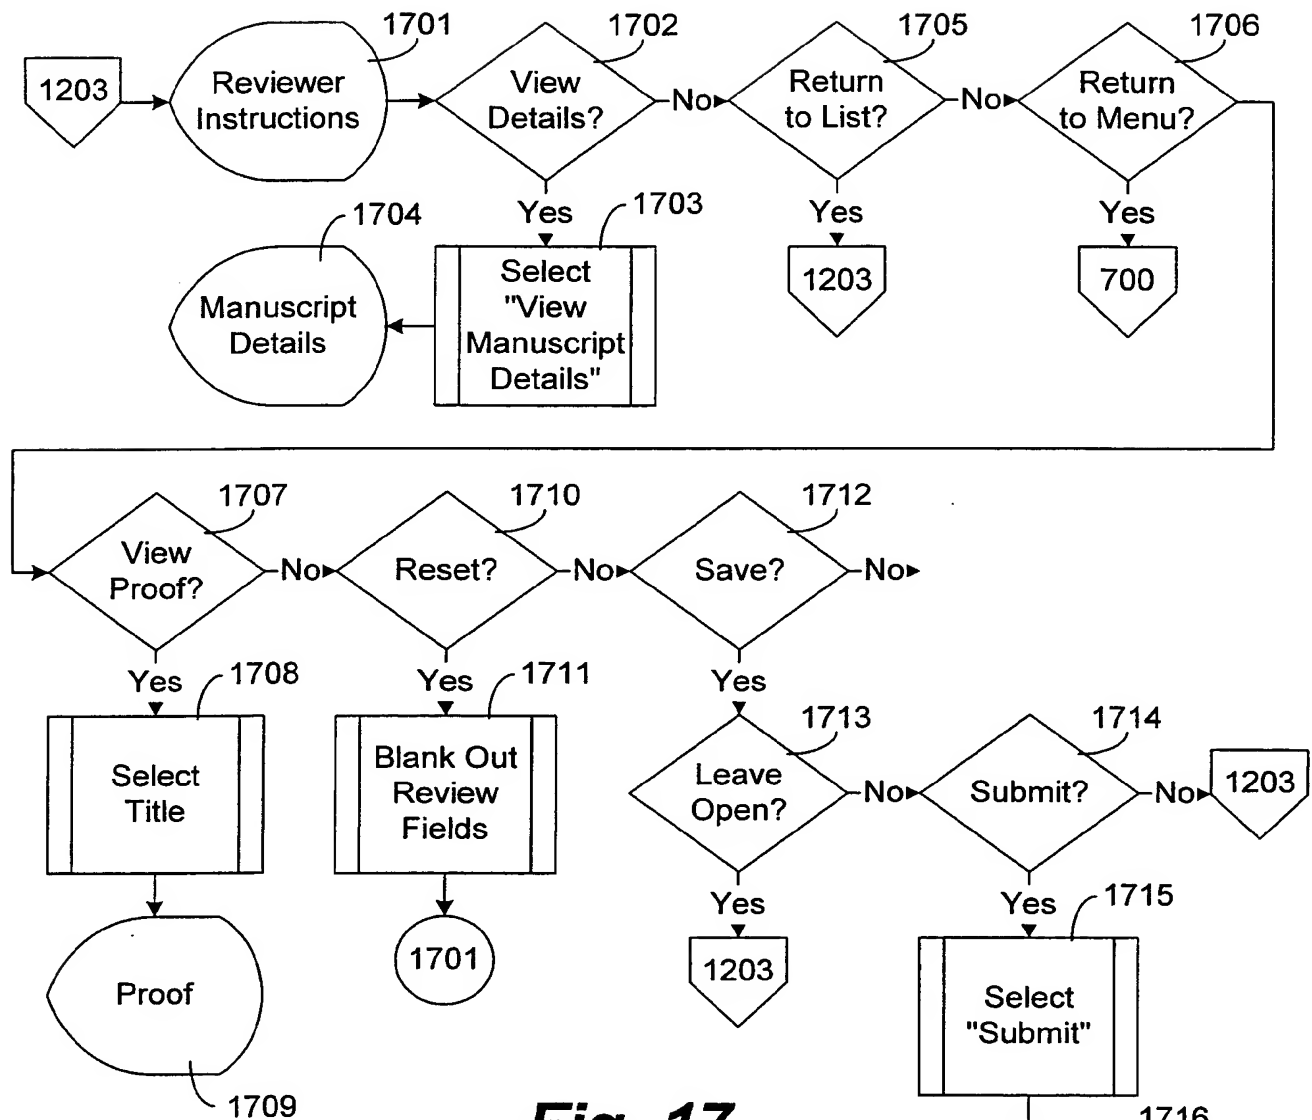 1701
1702
1705
1706
1203
Reviewer
Instructions
View
Details?
No
Return
to List?
No
Return
to Menu?
Yes
Yes
Yes
1704
1703
Manuscript
Details
Select
"View
Manuscript
Details"
1203
700
1707
1710
1712
View
Proof?
No
Reset?
No
Save?
No
Yes
Yes
Yes
1708
1711
1713
1714
Select
Title
Blank Out
Review
Fields
Leave
Open?
No
Submit?
No
1203
Yes
Yes
1715
Proof
1701
1203
Select
"Submit"
1709
Fig. 17
1716